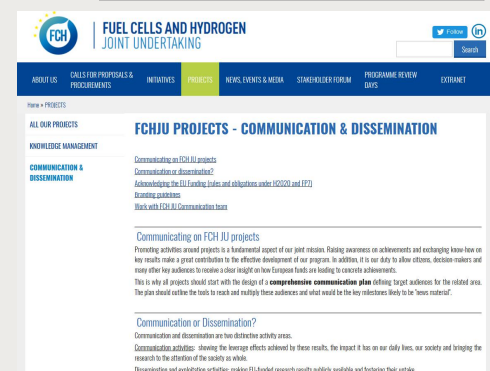 FCH
FUEL CELLS AND HYDROGEN
JOINT UNDERTAKING
Follow
in
Search
ABOUT US
CALLS FOR PROPOSALS &
PROCUREMENTS
INITIATIVES
PROJECTS
NEWS, EVENTS & MEDIA
STAKEHOLDER FORUM
PROGRAMME REVIEW
DAYS
EXTRANET
Home » PROJECTS
ALL OUR PROJECTS
KNOWLEDGE MANAGEMENT
COMMUNICATION &
DISSEMINATION
FCHJU PROJECTS - COMMUNICATION & DISSEMINATION
Communicating on FCH JU projects
Communication or dissemination?
Acknowledging the EU Funding (rules and obligations under H2020 and FP7)
Branding guidelines
Work with FCH JU Communication team
Communicating on FCH JU projects
Promoting activities around projects is a fundamental aspect of our joint mission. Raising awareness on achievements and exchanging know-how on
key results make a great contribution to the effective development of our program. In addition, it is our duty to allow citizens, decision-makers and
many other key audiences to receive a clear insight on how European funds are leading to concrete achievements.
This is why all projects should start with the design of a comprehensive communication plan defining target audiences for the related area.
The plan should outline the tools to reach and multiply these audiences and what would be the key milestones likely to be "news material".
Communication or Dissemination?
Communication and dissemination are two distinctive activity areas.
Communication activities: showing the leverage effects achieved by these results, the impact it has on our daily lives, our society and bringing the
research to the attention of the society as whole.
Dissemination and exploitation activities: making EU-funded research results publicly available and fostering their uptake.